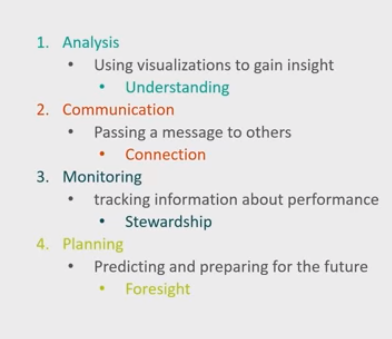 1. Analysis
• Using visualizations to gain insight
• Understanding
2. Communication
• Passing a message to others
• Connection
3. Monitoring
• tracking information about performance
• Stewardship
4. Planning
• Predicting and preparing for the future
• Foresight